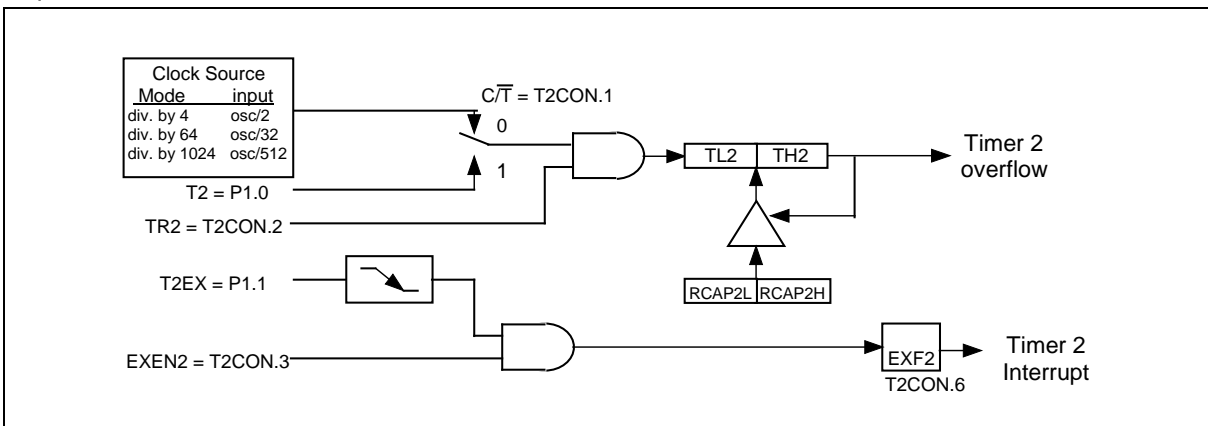 Clock Source
Mode input
div. by 4 osc/2
div. by 64 osc/32
div. by 1024 osc/512
C/T̅ = T2CON.1
0
1
T2 = P1.0
TR2 = T2CON.2
TL2 TH2
Timer 2
overflow
RCAP2L RCAP2H
T2EX = P1.1
EXEN2 = T2CON.3
EXF2
T2CON.6
Timer 2
Interrupt